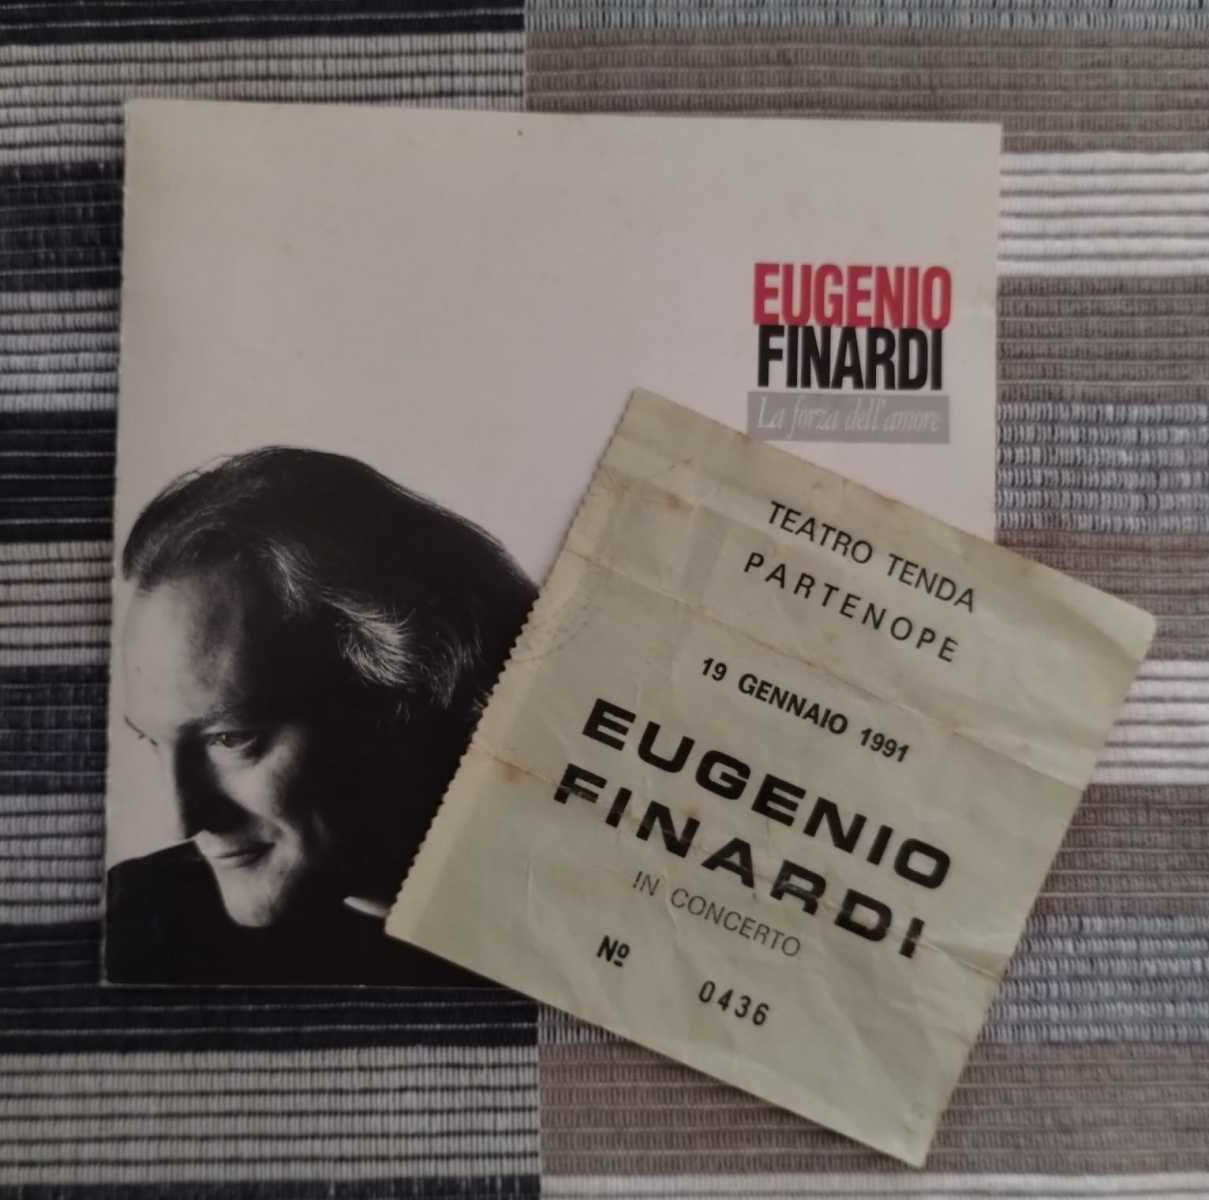 EUGENIO
FINARDI
La forza dell'amore
TEATRO TENDA
PARTENOPE
19 GENNAIO 1991
EUGENIO
FINARDI
IN CONCERTO
Nº 0436